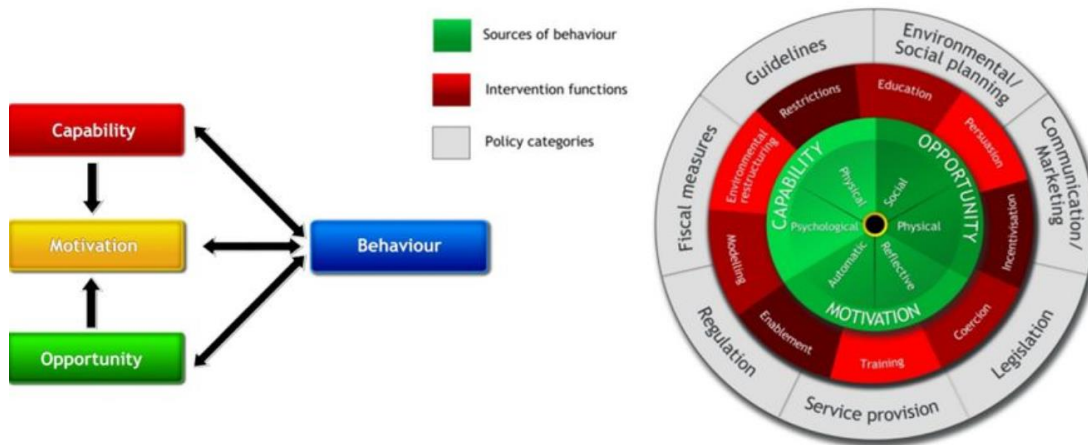 Capability
Motivation
Opportunity
Behaviour
Sources of behaviour
Intervention functions
Policy categories
Guidelines
Environmental/
Social planning
Communication/
Marketing
Legislation
Service provision
Regulation
Fiscal measures
Restrictions
Education
Persuasion
Incentivisation
Coercion
Training
Enablement
Modelling
Environmental
restructuring
CAPABILITY
OPPORTUNITY
MOTIVATION
Physical
Psychological
Social
Physical
Automatic
Reflective